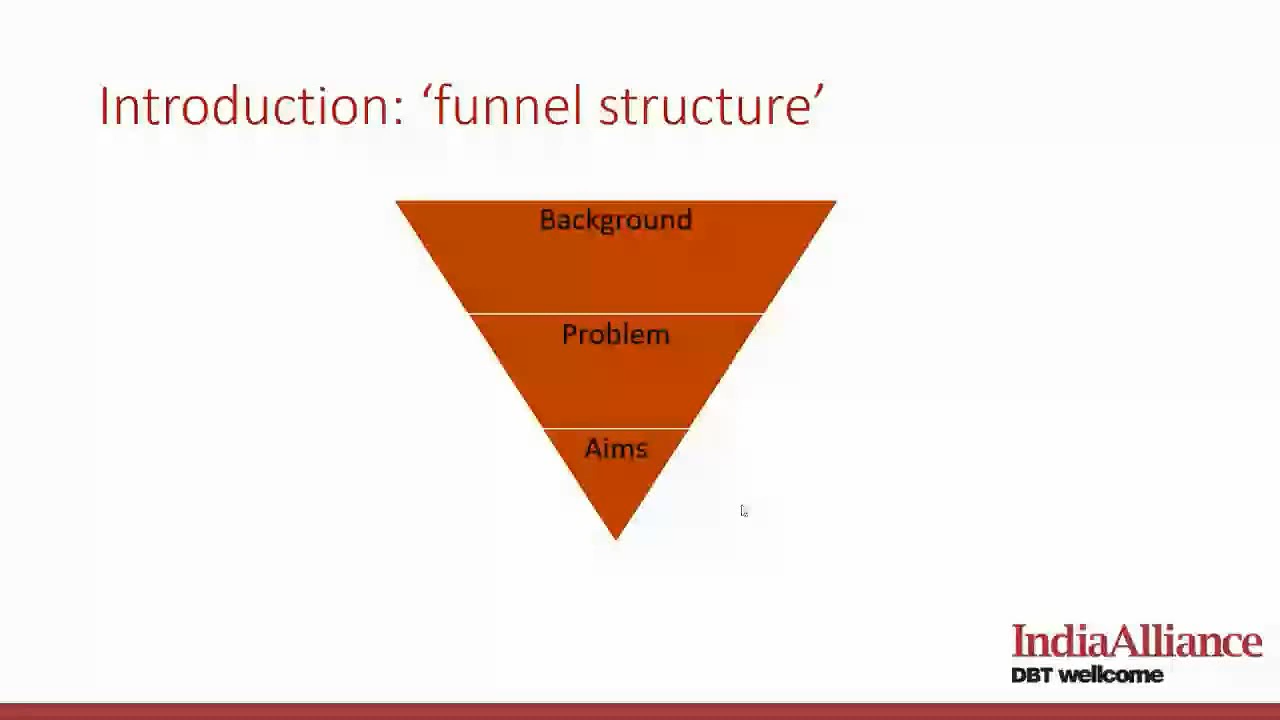 Introduction: ‘funnel structure’
Background
Problem
Aims
IndiaAlliance
DBT wellcome